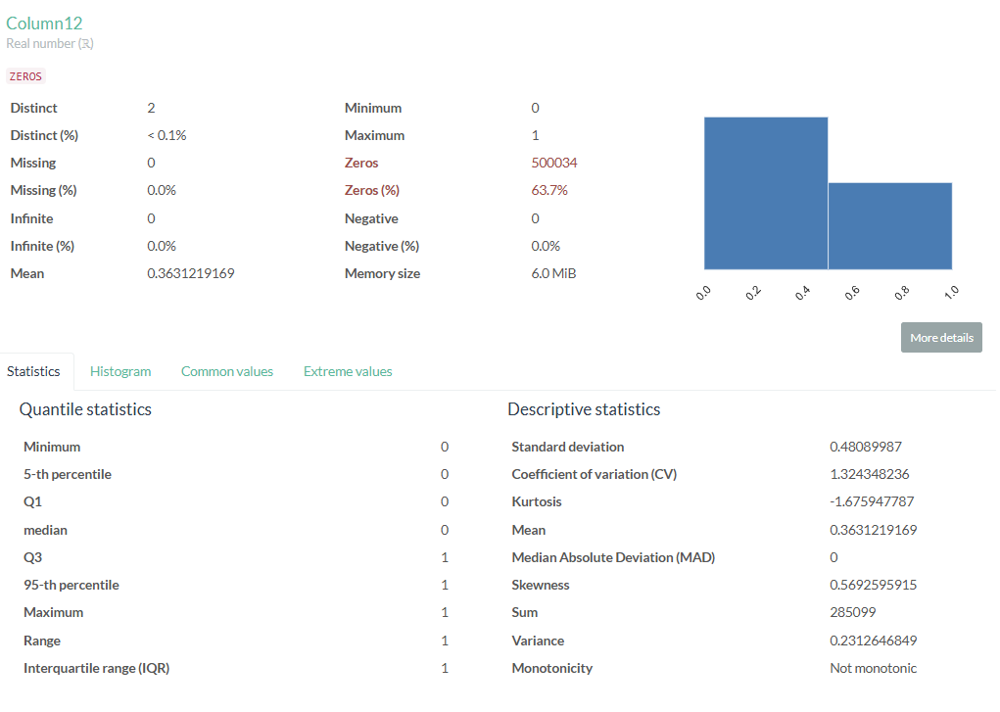 Column12
Real number (ℝ)
ZEROS
Distinct 2
Distinct (%) < 0.1%
Missing 0
Missing (%) 0.0%
Infinite 0
Infinite (%) 0.0%
Mean 0.3631219169
Minimum 0
Maximum 1
Zeros 500034
Zeros (%) 63.7%
Negative 0
Negative (%) 0.0%
Memory size 6.0 MiB
0.0 0.2 0.4 0.6 0.8 1.0
More details
Statistics Histogram Common values Extreme values
Quantile statistics
Minimum 0
5-th percentile 0
Q1 0
median 0
Q3 1
95-th percentile 1
Maximum 1
Range 1
Interquartile range (IQR) 1
Descriptive statistics
Standard deviation 0.48089987
Coefficient of variation (CV) 1.324348236
Kurtosis -1.675947787
Mean 0.3631219169
Median Absolute Deviation (MAD) 0
Skewness 0.5692595915
Sum 285099
Variance 0.2312646849
Monotonicity Not monotonic